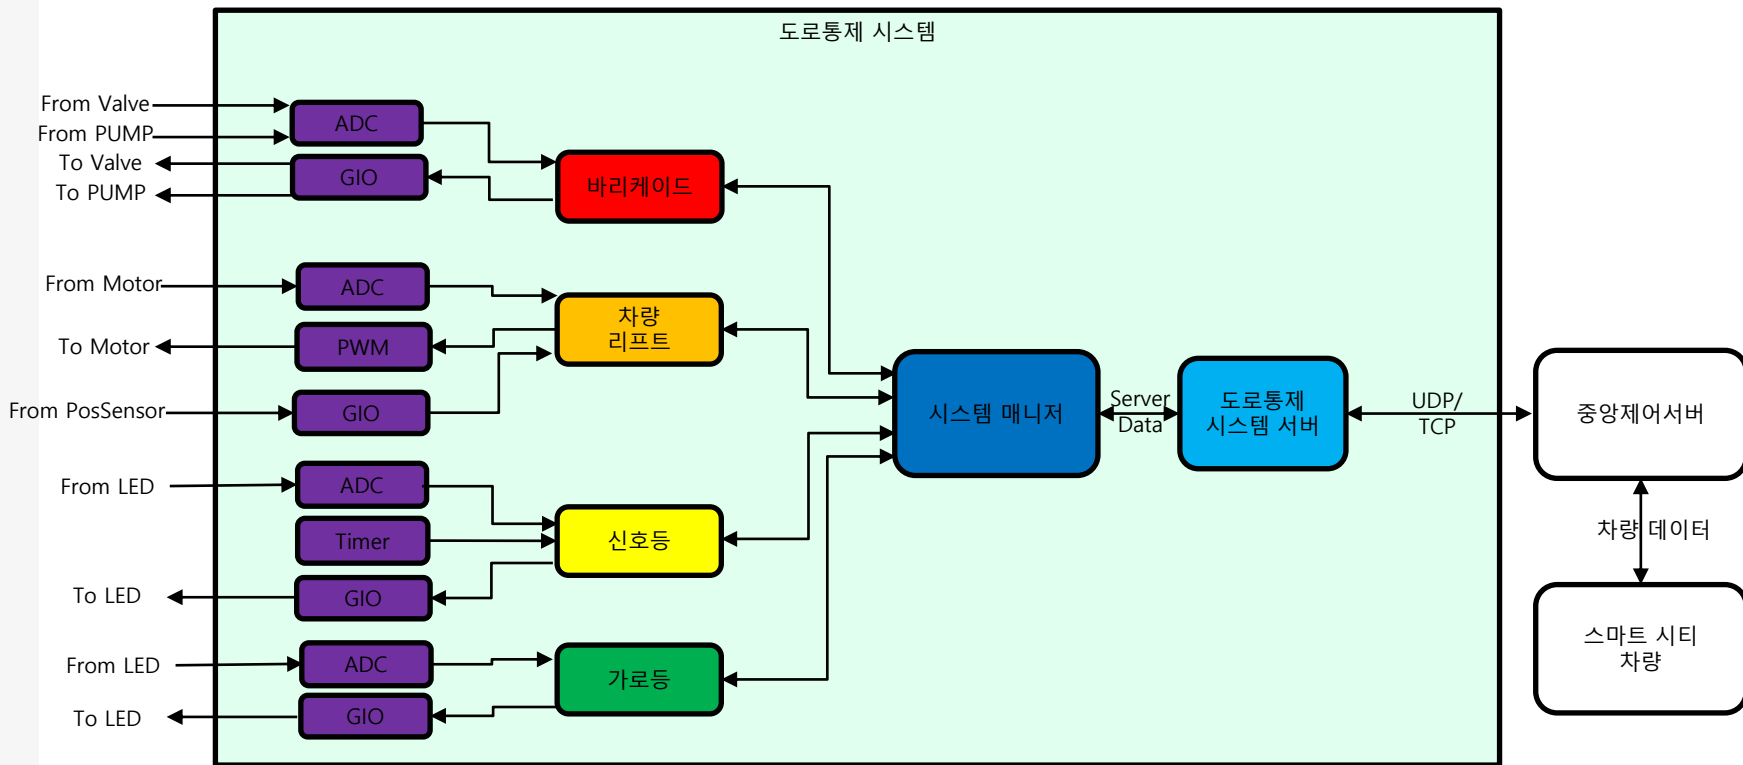 도로통제 시스템
From Valve
From PUMP
To Valve
To PUMP
ADC
GIO
바리케이드
From Motor
To Motor
From PosSensor
ADC
PWM
GIO
차량
리프트
From LED
To LED
ADC
Timer
GIO
신호등
From LED
To LED
ADC
GIO
가로등
시스템 매니저
Server
Data
도로통제
시스템 서버
UDP/
TCP
중앙제어서버
차량 데이터
스마트 시티
차량